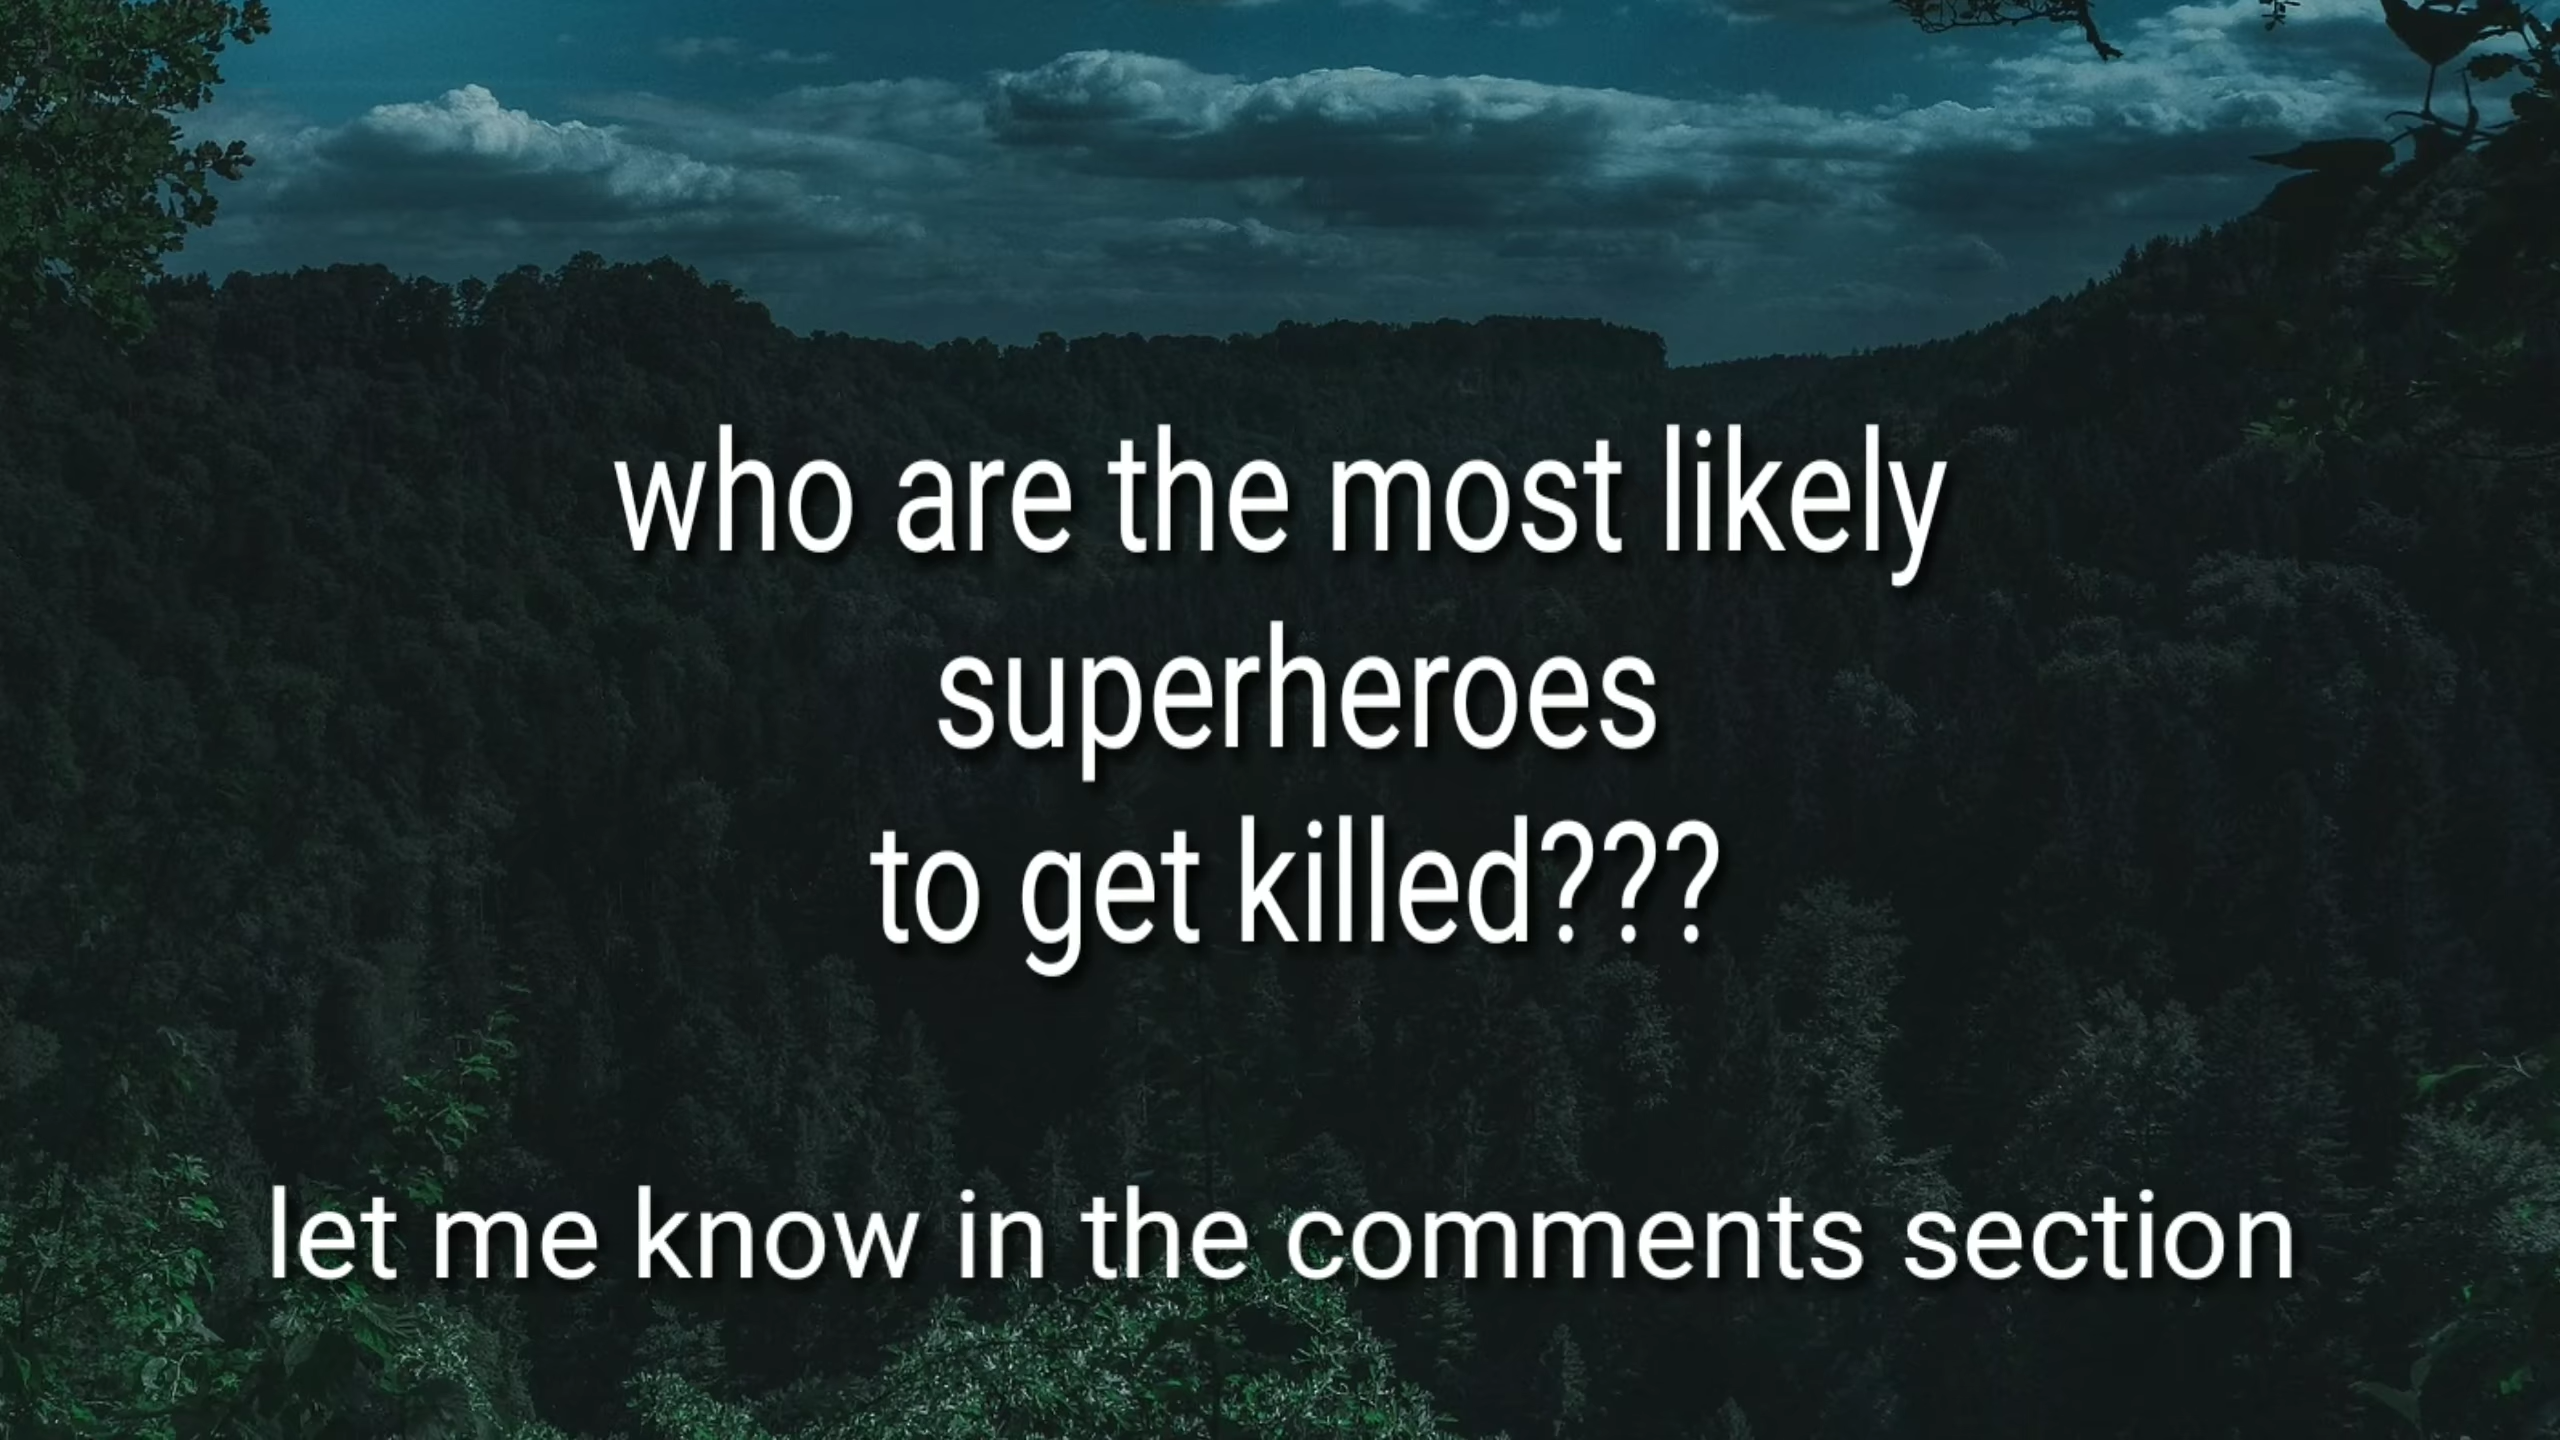 who are the most likely
superheroes
to get killed???
let me know in the comments section